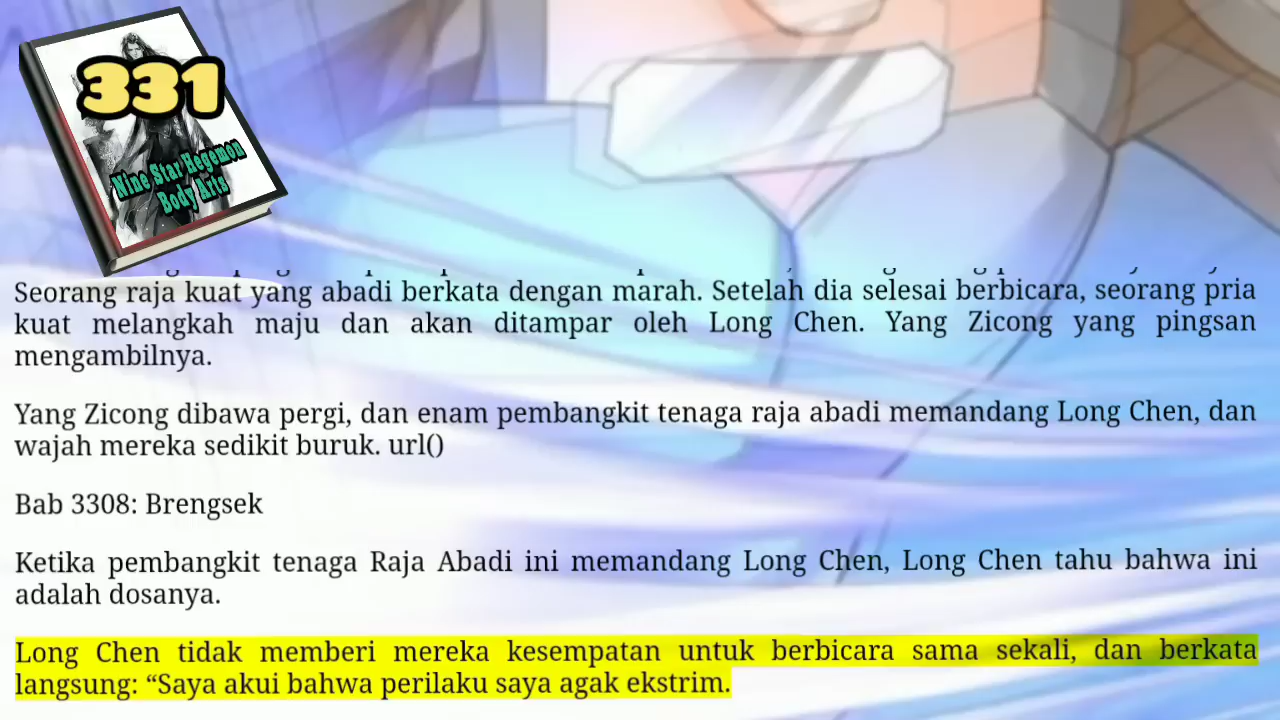 331
Nine Star Hegemon
Body Arts
Seorang raja kuat yang abadi berkata dengan marah. Setelah dia selesai berbicara, seorang pria
kuat melangkah maju dan akan ditampar oleh Long Chen. Yang Zicong yang pingsan
mengambilnya.
Yang Zicong dibawa pergi, dan enam pembangkit tenaga raja abadi memandang Long Chen, dan
wajah mereka sedikit buruk. url()
Bab 3308: Brengsek
Ketika pembangkit tenaga Raja Abadi ini memandang Long Chen, Long Chen tahu bahwa ini
adalah dosanya.
Long Chen tidak memberi mereka kesempatan untuk berbicara sama sekali, dan berkata
langsung: “Saya akui bahwa perilaku saya agak ekstrim.